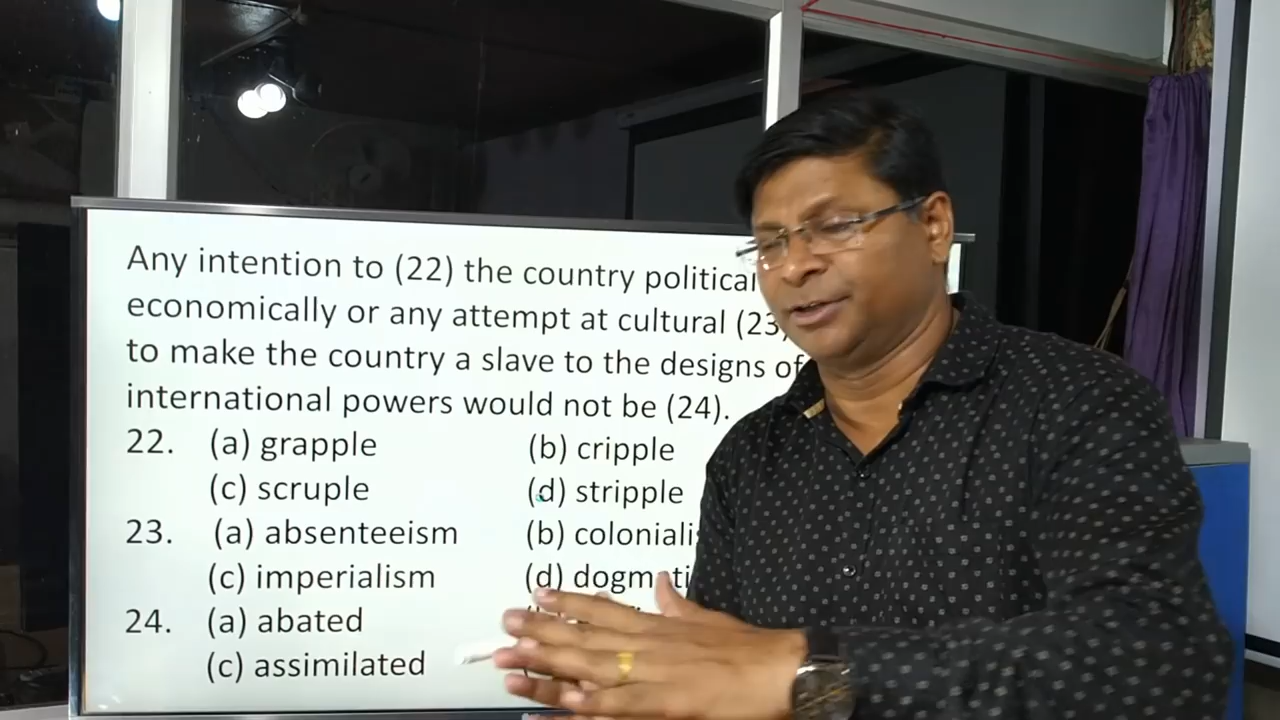 Any intention to (22) the country political
economically or any attempt at cultural (23)
to make the country a slave to the designs of
international powers would not be (24).
22. (a) grapple (b) cripple
(c) scruple (d) stripple
23. (a) absenteeism (b) coloniali
(c) imperialism (d)
24. (a) abated
(c) assimilated